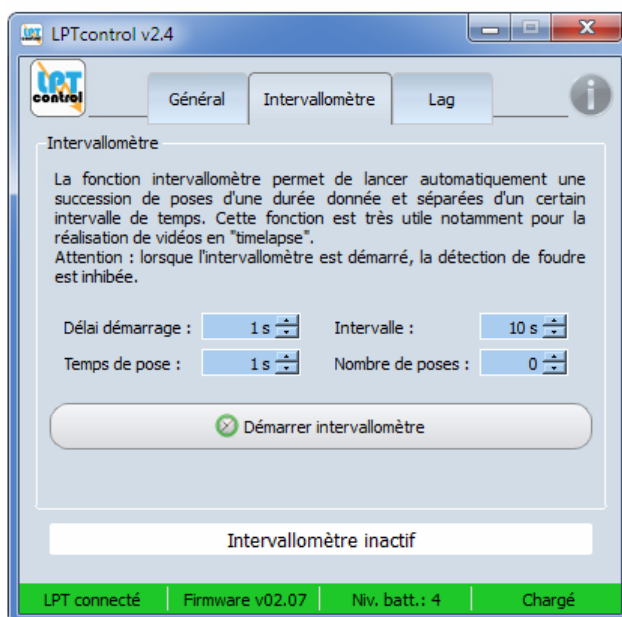 LPTcontrol v2.4
LPT
control
Général
Intervallomètre
Lag
i
Intervallomètre
La fonction intervallomètre permet de lancer automatiquement une
succession de poses d'une durée donnée et séparées d'un certain
intervalle de temps. Cette fonction est très utile notamment pour la
réalisation de vidéos en "timelapse".
Attention : lorsque l'intervallomètre est démarré, la détection de foudre
est inhibée.
Délai démarrage : 1 s Intervalle : 10 s
Temps de pose : 1 s Nombre de poses : 0
Démarrer intervallomètre
Intervallomètre inactif
LPT connecté Firmware v02.07 Niv. batt.: 4 Chargé